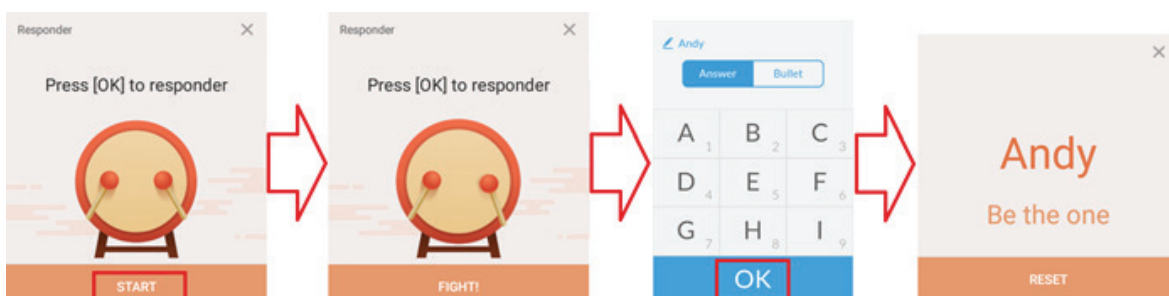 Responder
Press [OK] to responder
START
Responder
Press [OK] to responder
FIGHT!
Andy
Answer Bullet
A 1 B 2 C 3
D 4 E 5 F 6
G 7 H 8 I 9
OK
Andy
Be the one
RESET